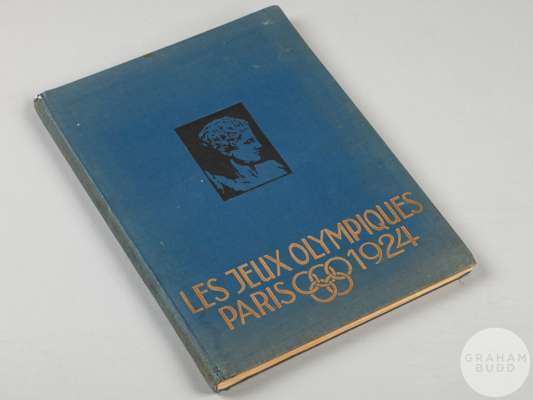 LES JEUX OLYMPIQUES
PARIS 1924
GRAHAM
BUDD